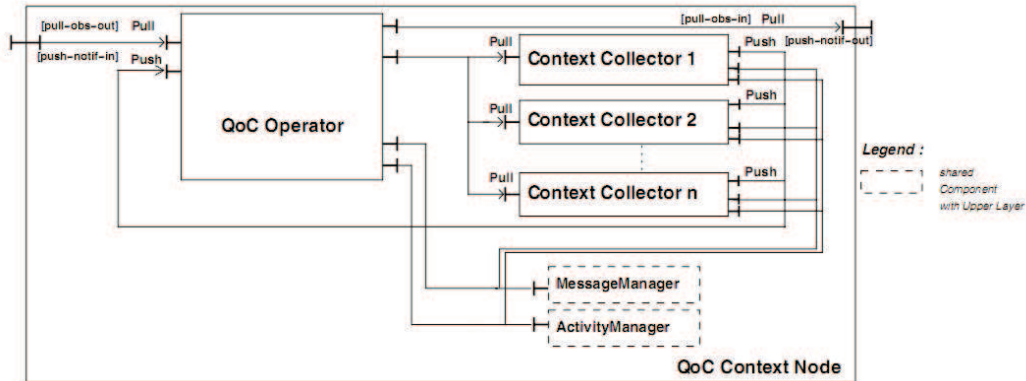 [pull-obs-out] Pull
[push-notif-in] Push
[pull-obs-in] Pull
[push-notif-out]
QoC Operator
Pull
Context Collector 1
Push
Pull
Context Collector 2
Push
Pull
Context Collector n
Push
Legend :
shared
Component
with Upper Layer
MessageManager
ActivityManager
QoC Context Node